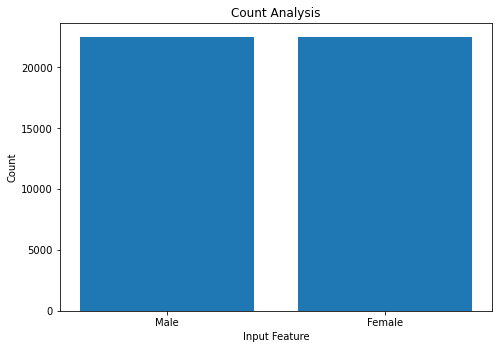 Count Analysis
Count
20000
15000
10000
5000
0
Male Female
Input Feature